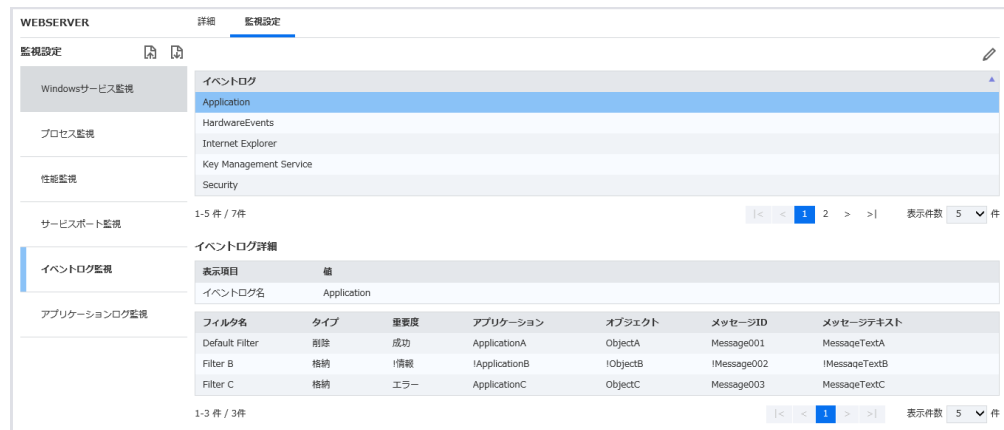 WEBSERVER 詳細 監視設定
監視設定
Windowsサービス監視
プロセス監視
性能監視
サービスポート監視
イベントログ監視
アプリケーションログ監視
イベントログ
Application
HardwareEvents
Internet Explorer
Key Management Service
Security
1-5 件 / 7件 |< < 1 2 > >| 表示件数 5 件
イベントログ詳細
表示項目 値
イベントログ名 Application
フィルタ名 タイプ 重要度 アプリケーション オブジェクト メッセージID メッセージテキスト
Default Filter 削除 成功 ApplicationA ObjectA Message001 MessageTextA
Filter B 格納 !情報 !ApplicationB !ObjectB !Message002 !MessageTextB
Filter C 格納 エラー ApplicationC ObjectC Message003 MessageTextC
1-3 件 / 3件 |< < 1 > >| 表示件数 5 件